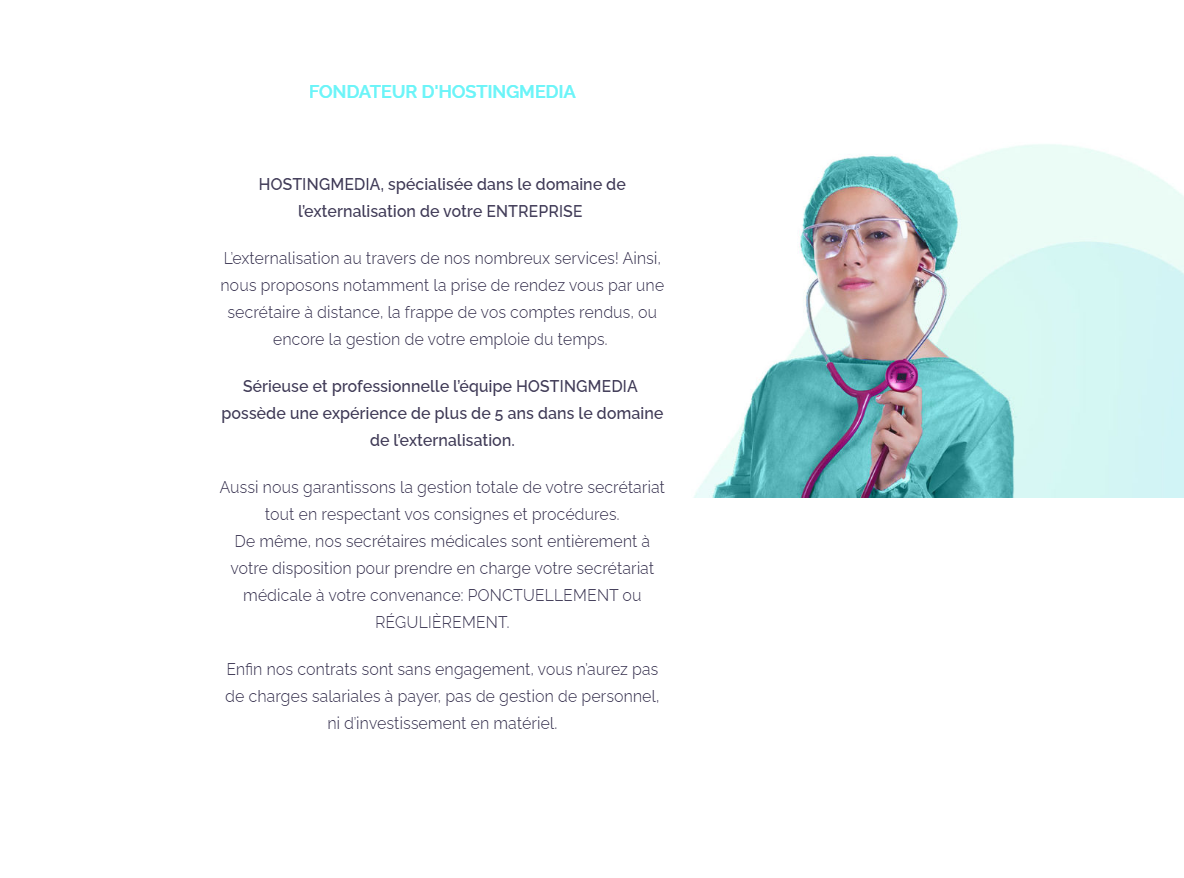 FONDATEUR D'HOSTINGMEDIA
HOSTINGMEDIA, spécialisée dans le domaine de
l’externalisation de votre ENTREPRISE
L’externalisation au travers de nos nombreux services! Ainsi,
nous proposons notamment la prise de rendez vous par une
secrétaire à distance, la frappe de vos comptes rendus, ou
encore la gestion de votre emploie du temps.
Sérieuse et professionnelle l’équipe HOSTINGMEDIA
possède une expérience de plus de 5 ans dans le domaine
de l’externalisation.
Aussi nous garantissons la gestion totale de votre secrétariat
tout en respectant vos consignes et procédures.
De même, nos secrétaires médicales sont entièrement à
votre disposition pour prendre en charge votre secrétariat
médicale à votre convenance: PONCTUELLEMENT ou
RÉGULIÈREMENT.
Enfin nos contrats sont sans engagement, vous n’aurez pas
de charges salariales à payer, pas de gestion de personnel,
ni d’investissement en matériel.